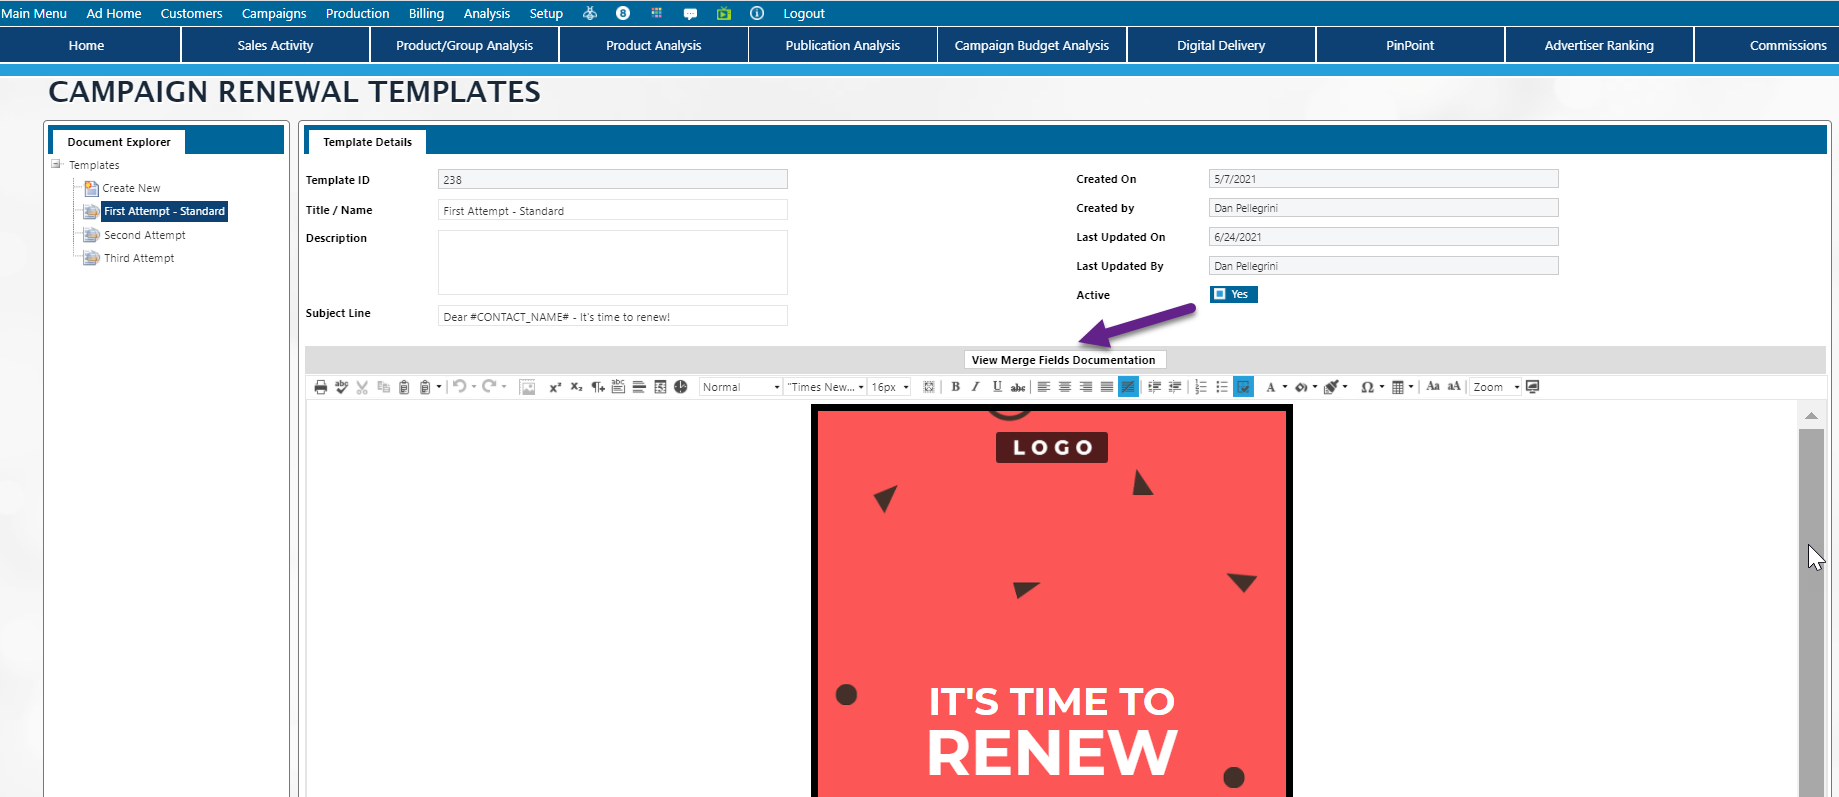 Main Menu Ad Home Customers Campaigns Production Billing Analysis Setup 8 Logout
Home Sales Activity Product/Group Analysis Product Analysis Publication Analysis Campaign Budget Analysis Digital Delivery PinPoint Advertiser Ranking Commissions
CAMPAIGN RENEWAL TEMPLATES
Document Explorer
Templates
Create New
First Attempt - Standard
Second Attempt
Third Attempt
Template Details
Template ID 238
Title / Name First Attempt - Standard
Description
Subject Line Dear #CONTACT_NAME# - It's time to renew!
Created On 5/7/2021
Created by Dan Pellegrini
Last Updated On 6/24/2021
Last Updated By Dan Pellegrini
Active Yes
View Merge Fields Documentation
Normal "Times New... 16px B I U abc A Ω Aa aA Zoom
LOGO
IT'S TIME TO
RENEW